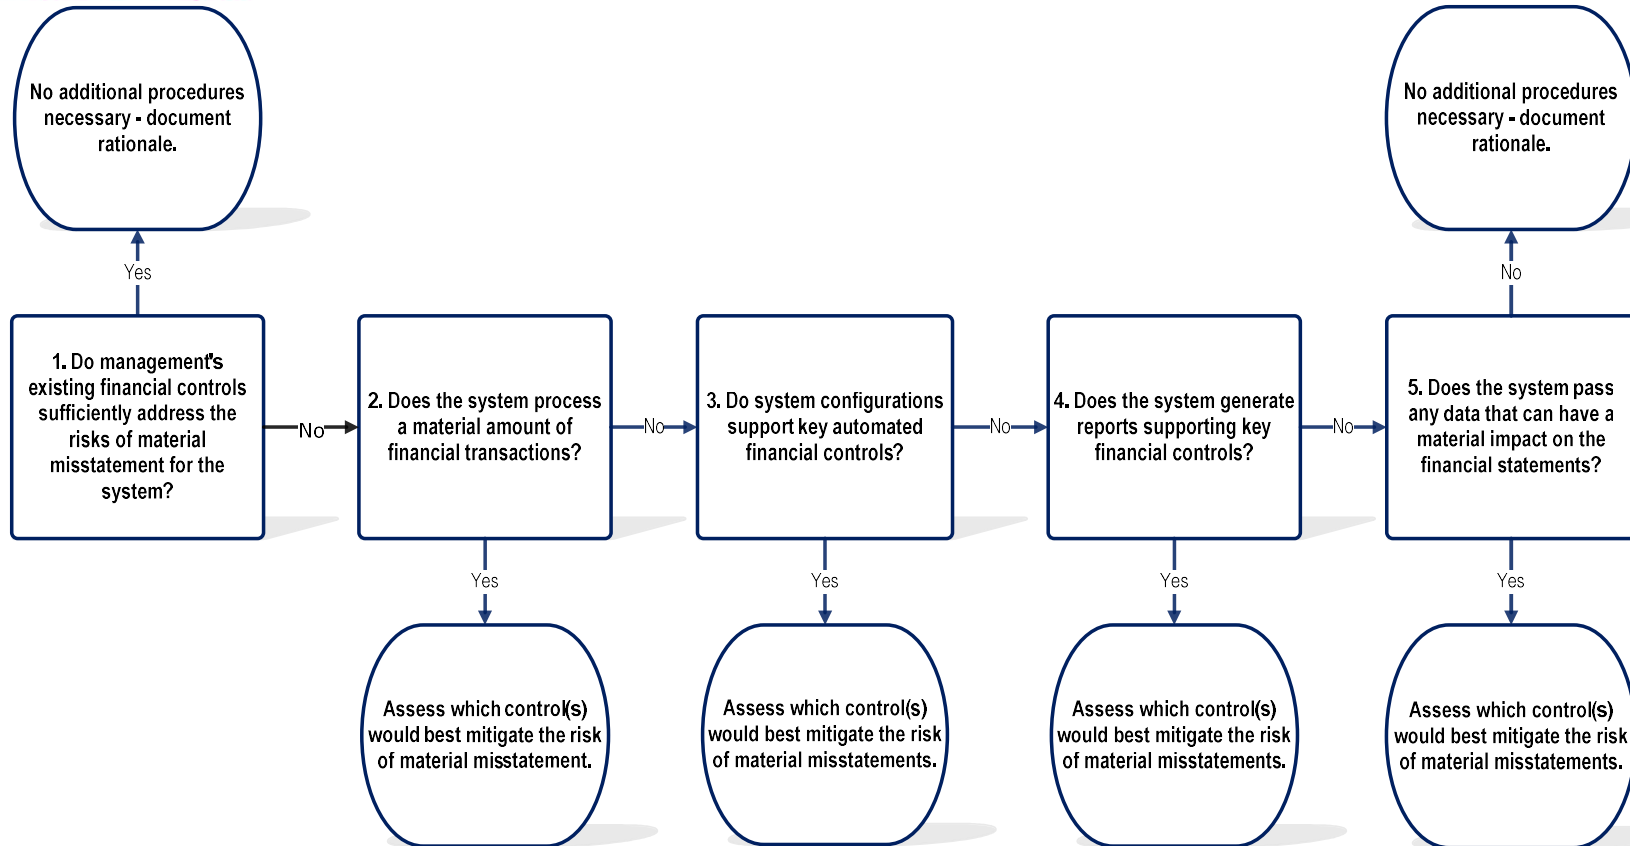 No additional procedures
necessary - document
rationale.
No additional procedures
necessary - document
rationale.
Yes
No
1. Do management's
existing financial controls
sufficiently address the
risks of material
misstatement for the
system?
No
2. Does the system process
a material amount of
financial transactions?
No
3. Do system configurations
support key automated
financial controls?
No
4. Does the system generate
reports supporting key
financial controls?
No
5. Does the system pass
any data that can have a
material impact on the
financial statements?
Yes
Yes
Yes
Yes
Assess which control(s)
would best mitigate the risk
of material misstatement.
Assess which control(s)
would best mitigate the risk
of material misstatements.
Assess which control(s)
would best mitigate the risk
of material misstatements.
Assess which control(s)
would best mitigate the risk
of material misstatements.